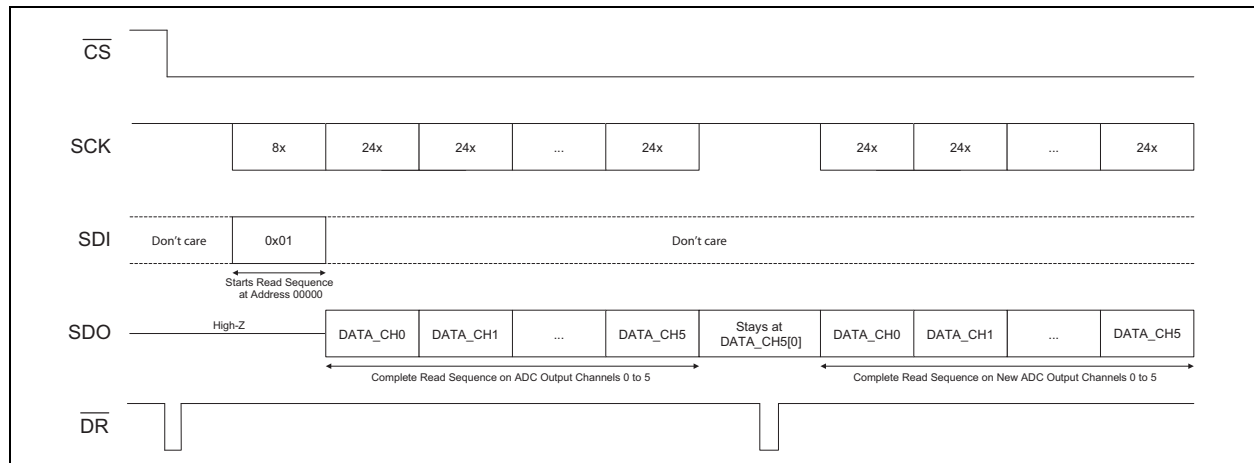 CS
SCK
8x
24x
24x
...
24x
24x
24x
...
24x
SDI
Don't care
0x01
Don't care
Starts Read Sequence
at Address 00000
SDO
High-Z
DATA_CH0
DATA_CH1
...
DATA_CH5
Stays at
DATA_CH5[0]
DATA_CH0
DATA_CH1
...
DATA_CH5
Complete Read Sequence on ADC Output Channels 0 to 5
Complete Read Sequence on New ADC Output Channels 0 to 5
DR